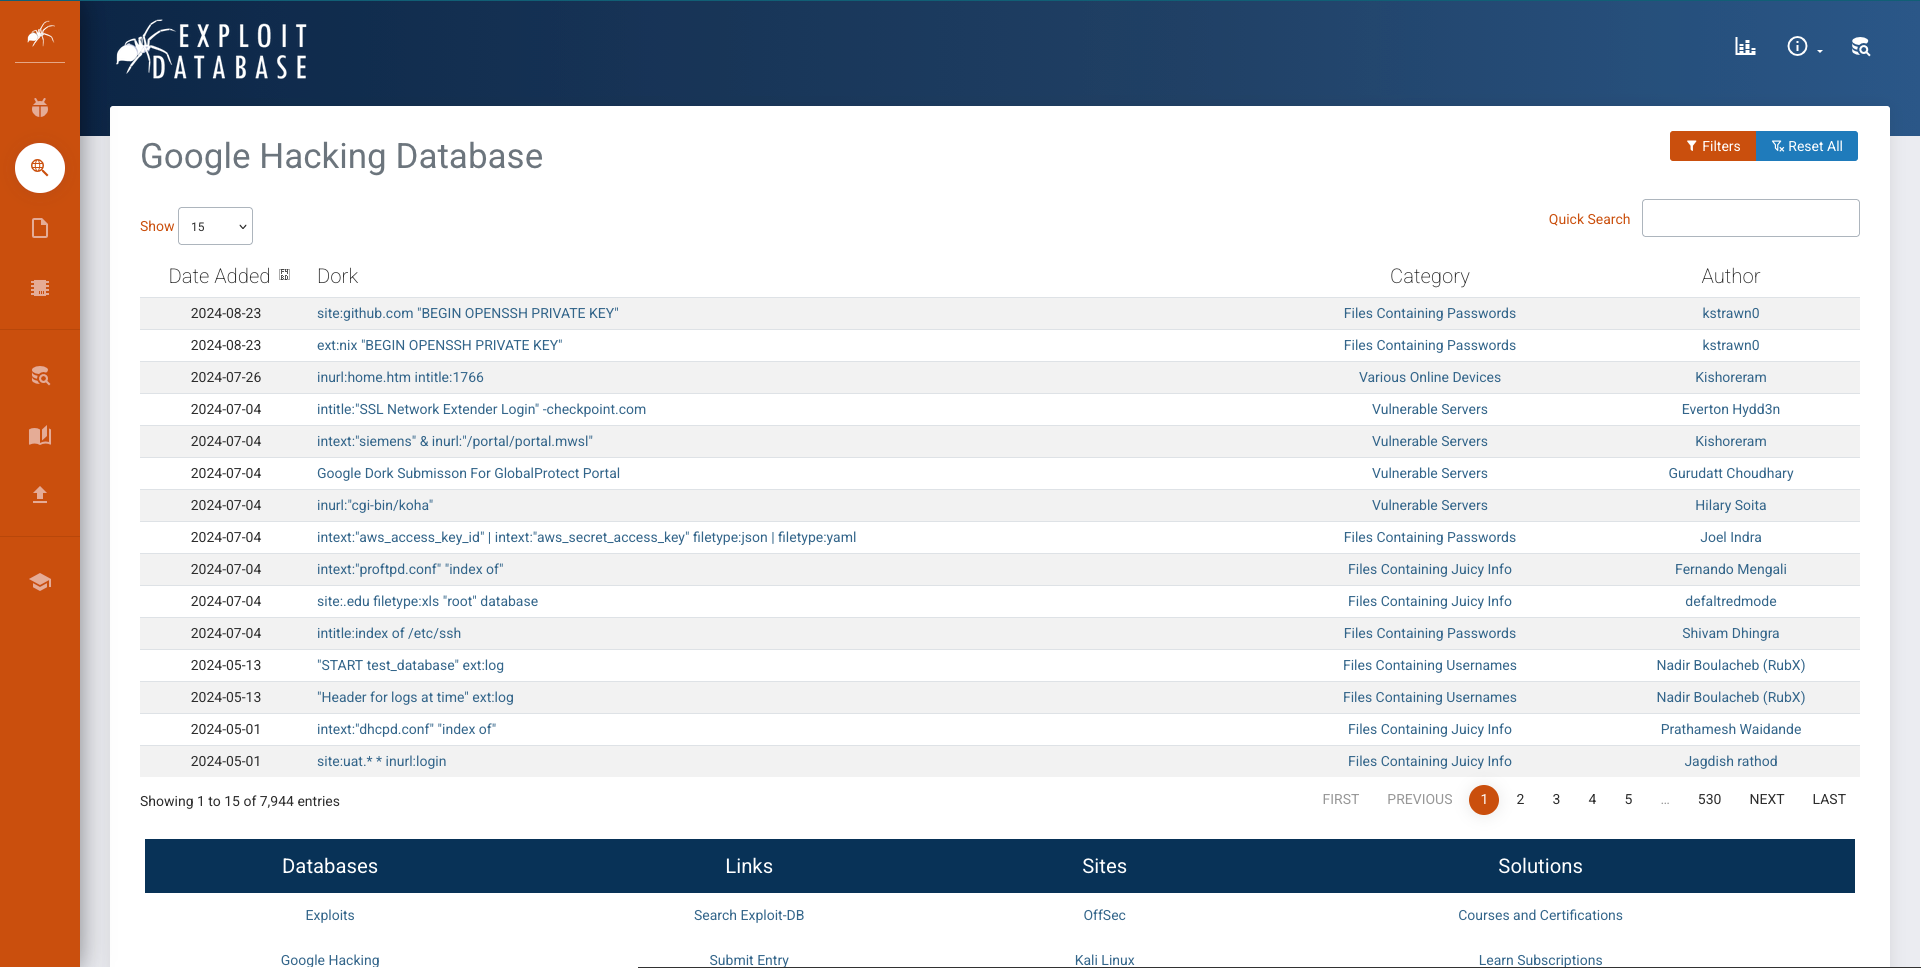 EXPLOIT
DATABASE
Google Hacking Database
Filters Reset All
Show 15
Quick Search
Date Added Dork Category Author
2024-08-23 site:github.com "BEGIN OPENSSH PRIVATE KEY" Files Containing Passwords kstrawn0
2024-08-23 ext:nix "BEGIN OPENSSH PRIVATE KEY" Files Containing Passwords kstrawn0
2024-07-26 inurl:home.htm intitle:1766 Various Online Devices Kishoreram
2024-07-04 intitle:"SSL Network Extender Login" -checkpoint.com Vulnerable Servers Everton Hydd3n
2024-07-04 intext:"siemens" & inurl:"/portal/portal.mwsl" Vulnerable Servers Kishoreram
2024-07-04 Google Dork Submisson For GlobalProtect Portal Vulnerable Servers Gurudatt Choudhary
2024-07-04 inurl:"cgi-bin/koha" Vulnerable Servers Hilary Soita
2024-07-04 intext:"aws_access_key_id" | intext:"aws_secret_access_key" filetype:json | filetype:yaml Files Containing Passwords Joel Indra
2024-07-04 intext:"proftpd.conf" "index of" Files Containing Juicy Info Fernando Mengali
2024-07-04 site:.edu filetype:xls "root" database Files Containing Juicy Info defaltredmode
2024-07-04 intitle:index of /etc/ssh Files Containing Passwords Shivam Dhingra
2024-05-13 "START test_database" ext:log Files Containing Usernames Nadir Boulacheb (RubX)
2024-05-13 "Header for logs at time" ext:log Files Containing Usernames Nadir Boulacheb (RubX)
2024-05-01 intext:"dhcpd.conf" "index of" Files Containing Juicy Info Prathamesh Waidande
2024-05-01 site:uat.* * inurl:login Files Containing Juicy Info Jagdish rathod
Showing 1 to 15 of 7,944 entries
FIRST PREVIOUS 1 2 3 4 5 … 530 NEXT LAST
Databases Links Sites Solutions
Exploits Search Exploit-DB OffSec Courses and Certifications
Google Hacking Submit Entry Kali Linux Learn Subscriptions